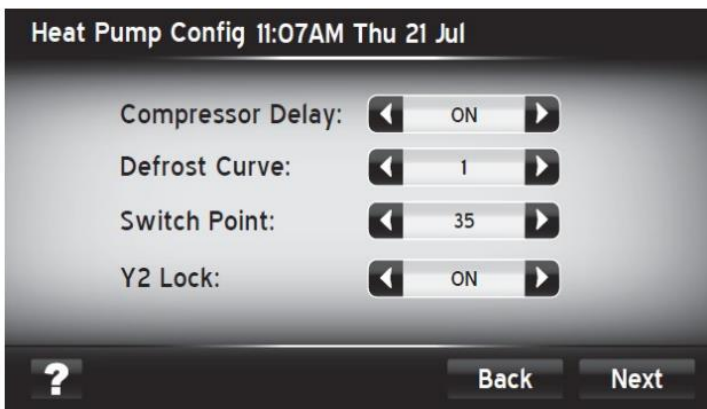 Heat Pump Config 11:07AM Thu 21 Jul
Compressor Delay: ON
Defrost Curve: 1
Switch Point: 35
Y2 Lock: ON
? Back Next